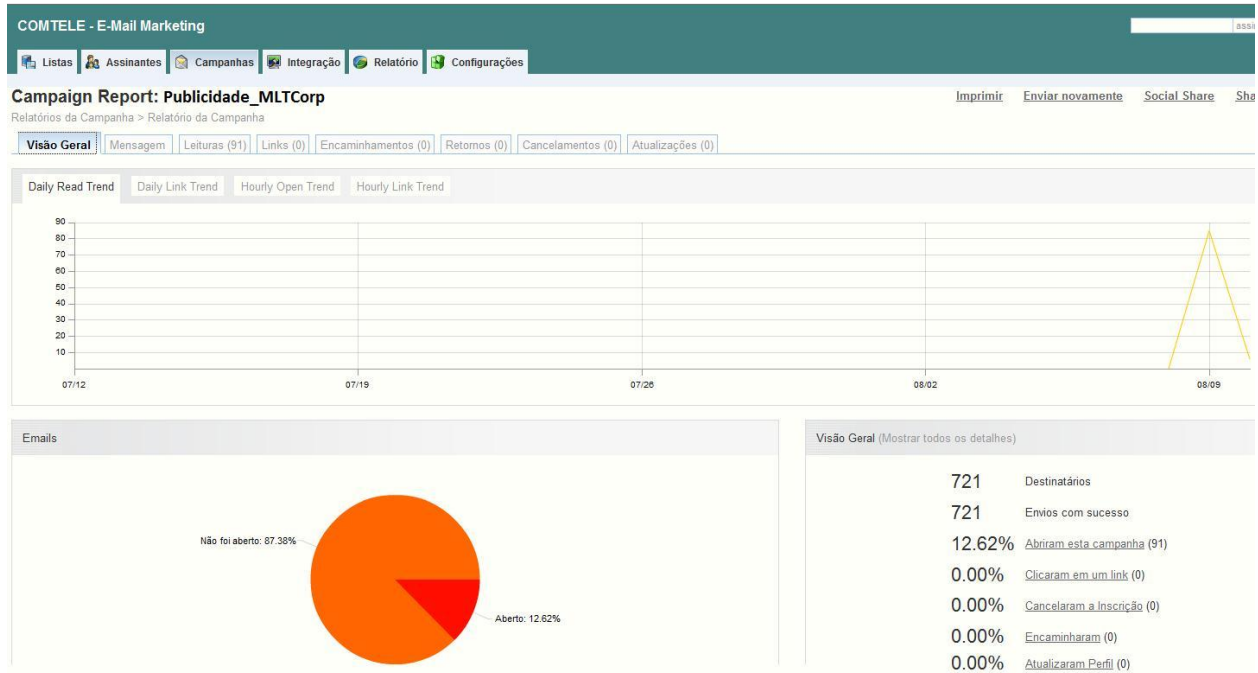 COMTELE - E-Mail Marketing
Listas Assinantes Campanhas Integração Relatório Configurações
Campaign Report: Publicidade_MLTCorp
Imprimir Enviar novamente Social Share
Relatórios da Campanha > Relatório da Campanha
Visão Geral Mensagem Leituras (91) Links (0) Encaminhamentos (0) Retornos (0) Cancelamentos (0) Atualizações (0)
Daily Read Trend Daily Link Trend Hourly Open Trend Hourly Link Trend
90
80
70
60
50
40
30
20
10
07/12 07/19 07/26 08/02 08/09
Emails
Não foi aberto: 87.38%
Aberto: 12.62%
Visão Geral (Mostrar todos os detalhes)
721 Destinatários
721 Envios com sucesso
12.62% Abriram esta campanha (91)
0.00% Clicaram em um link (0)
0.00% Cancelaram a Inscrição (0)
0.00% Encaminharam (0)
0.00% Atualizaram Perfil (0)